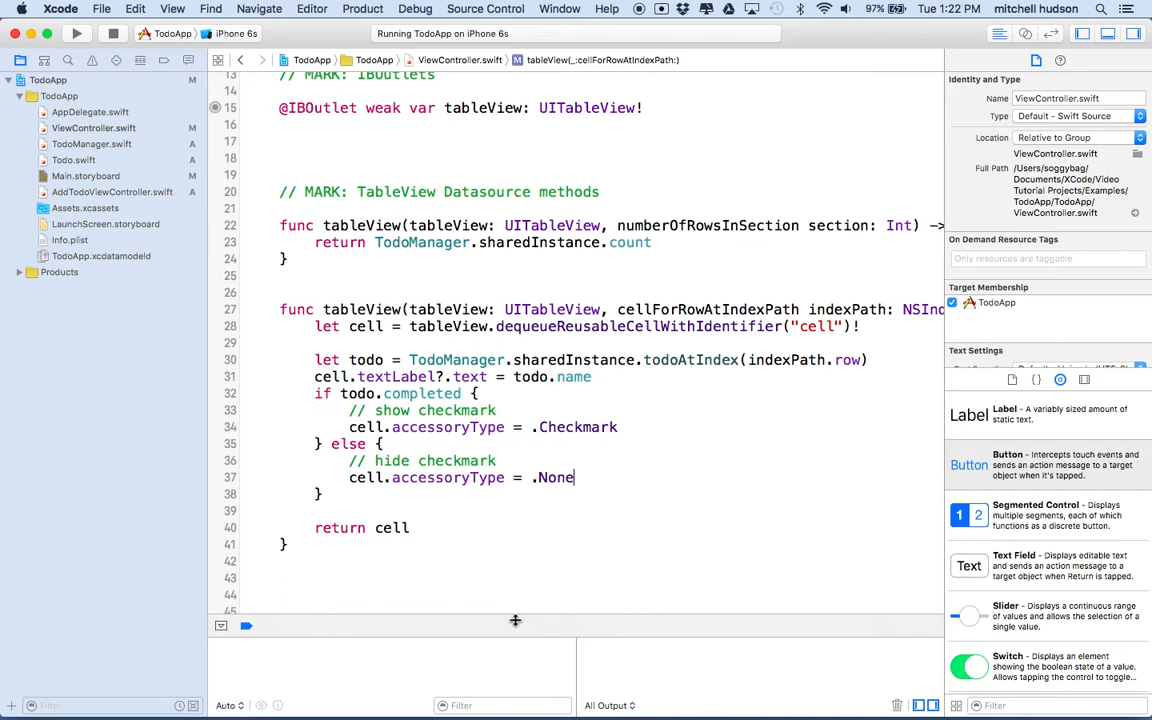 Xcode File Edit View Find Navigate Editor Product Debug Source Control Window Help 97% Tue 1:22 PM mitchell hudson
TodoApp iPhone 6s Running TodoApp on iPhone 6s
TodoApp TodoApp ViewController.swift tableView(_:cellForRowAtIndexPath:)
TodoApp
TodoApp
AppDelegate.swift
ViewController.swift M
TodoManager.swift A
Todo.swift A
Main.storyboard M
AddTodoViewController.swift A
Assets.xcassets
LaunchScreen.storyboard
Info.plist
TodoApp.xcdatamodeld
Products
Filter
13 // MARK: IBOutlets
14
15 @IBOutlet weak var tableView: UITableView!
16
17
18
19
20 // MARK: TableView Datasource methods
21
22 func tableView(tableView: UITableView, numberOfRowsInSection section: Int) ->
23 return TodoManager.sharedInstance.count
24 }
25
26
27 func tableView(tableView: UITableView, cellForRowAtIndexPath indexPath: NSInd
28 let cell = tableView.dequeueReusableCellWithIdentifier("cell")!
29
30 let todo = TodoManager.sharedInstance.todoAtIndex(indexPath.row)
31 cell.textLabel?.text = todo.name
32 if todo.completed {
33 // show checkmark
34 cell.accessoryType = .Checkmark
35 } else {
36 // hide checkmark
37 cell.accessoryType = .None
38 }
39
40 return cell
41 }
42
43
44
45
Auto Filter All Output
Identity and Type
Name ViewController.swift
Type Default - Swift Source
Location Relative to Group
ViewController.swift
Full Path /Users/soggybag/
Documents/XCode/Video
Tutorial Projects/Examples/
TodoApp/TodoApp/
ViewController.swift
On Demand Resource Tags
Only resources are taggable
Target Membership
TodoApp
Text Settings
Label Label - A variably sized amount of
static text.
Button Button - Intercepts touch events and
sends an action message to a target
object when it's tapped.
1 2 Segmented Control - Displays
multiple segments, each of which
functions as a discrete button.
Text Text Field - Displays editable text
and sends an action message to a
target object when Return is tapped.
Slider - Displays a continuous range
of values and allows the selection of a
single value.
Switch - Displays an element
showing the boolean state of a value.
Allows tapping the control to toggle...
Filter